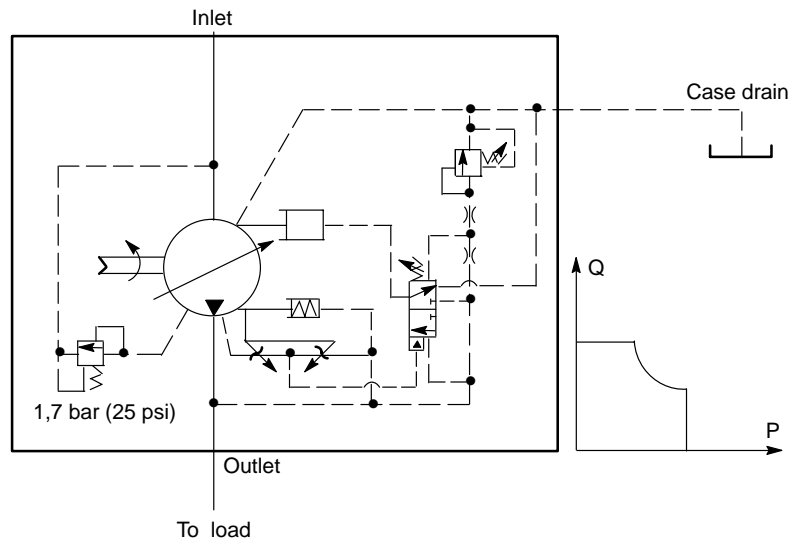 Inlet
Case drain
Q
1,7 bar (25 psi)
P
Outlet
To load